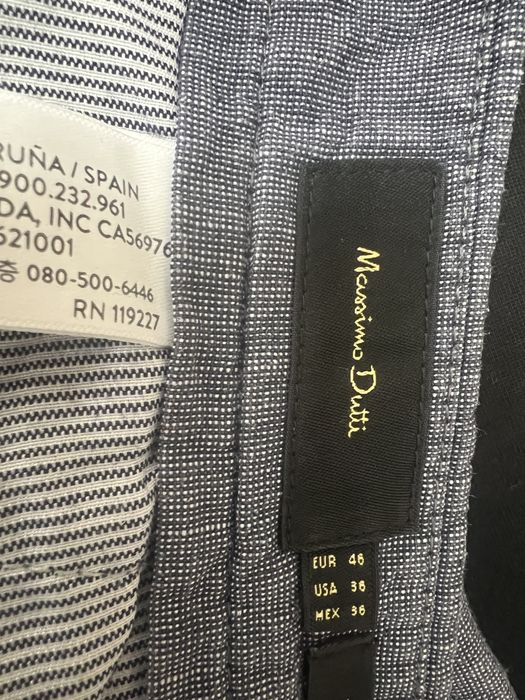 RUÑA / SPAIN
900.232.961
DA, INC CA56976
621001
층 080-500-6446
RN 119227
Massimo Dutti
EUR 46
USA 36
MEX 36